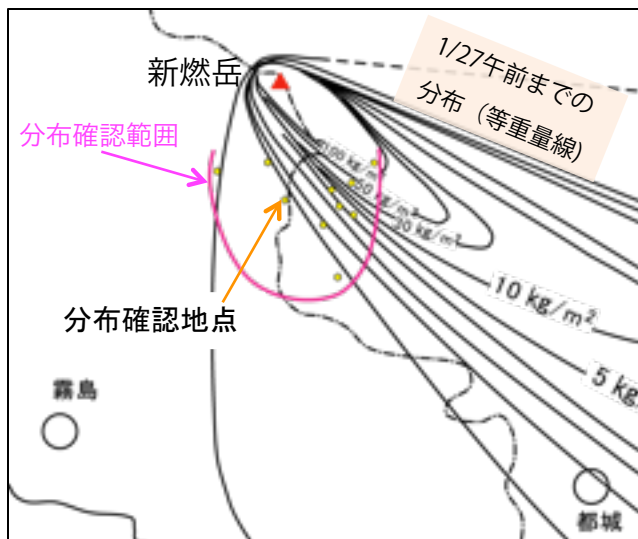 新燃岳
1/27午前までの
分布（等重量線)
分布確認範囲
100 kg/m²
50 kg/m²
20 kg/m²
10 kg/m²
5 kg
分布確認地点
霧島
都城